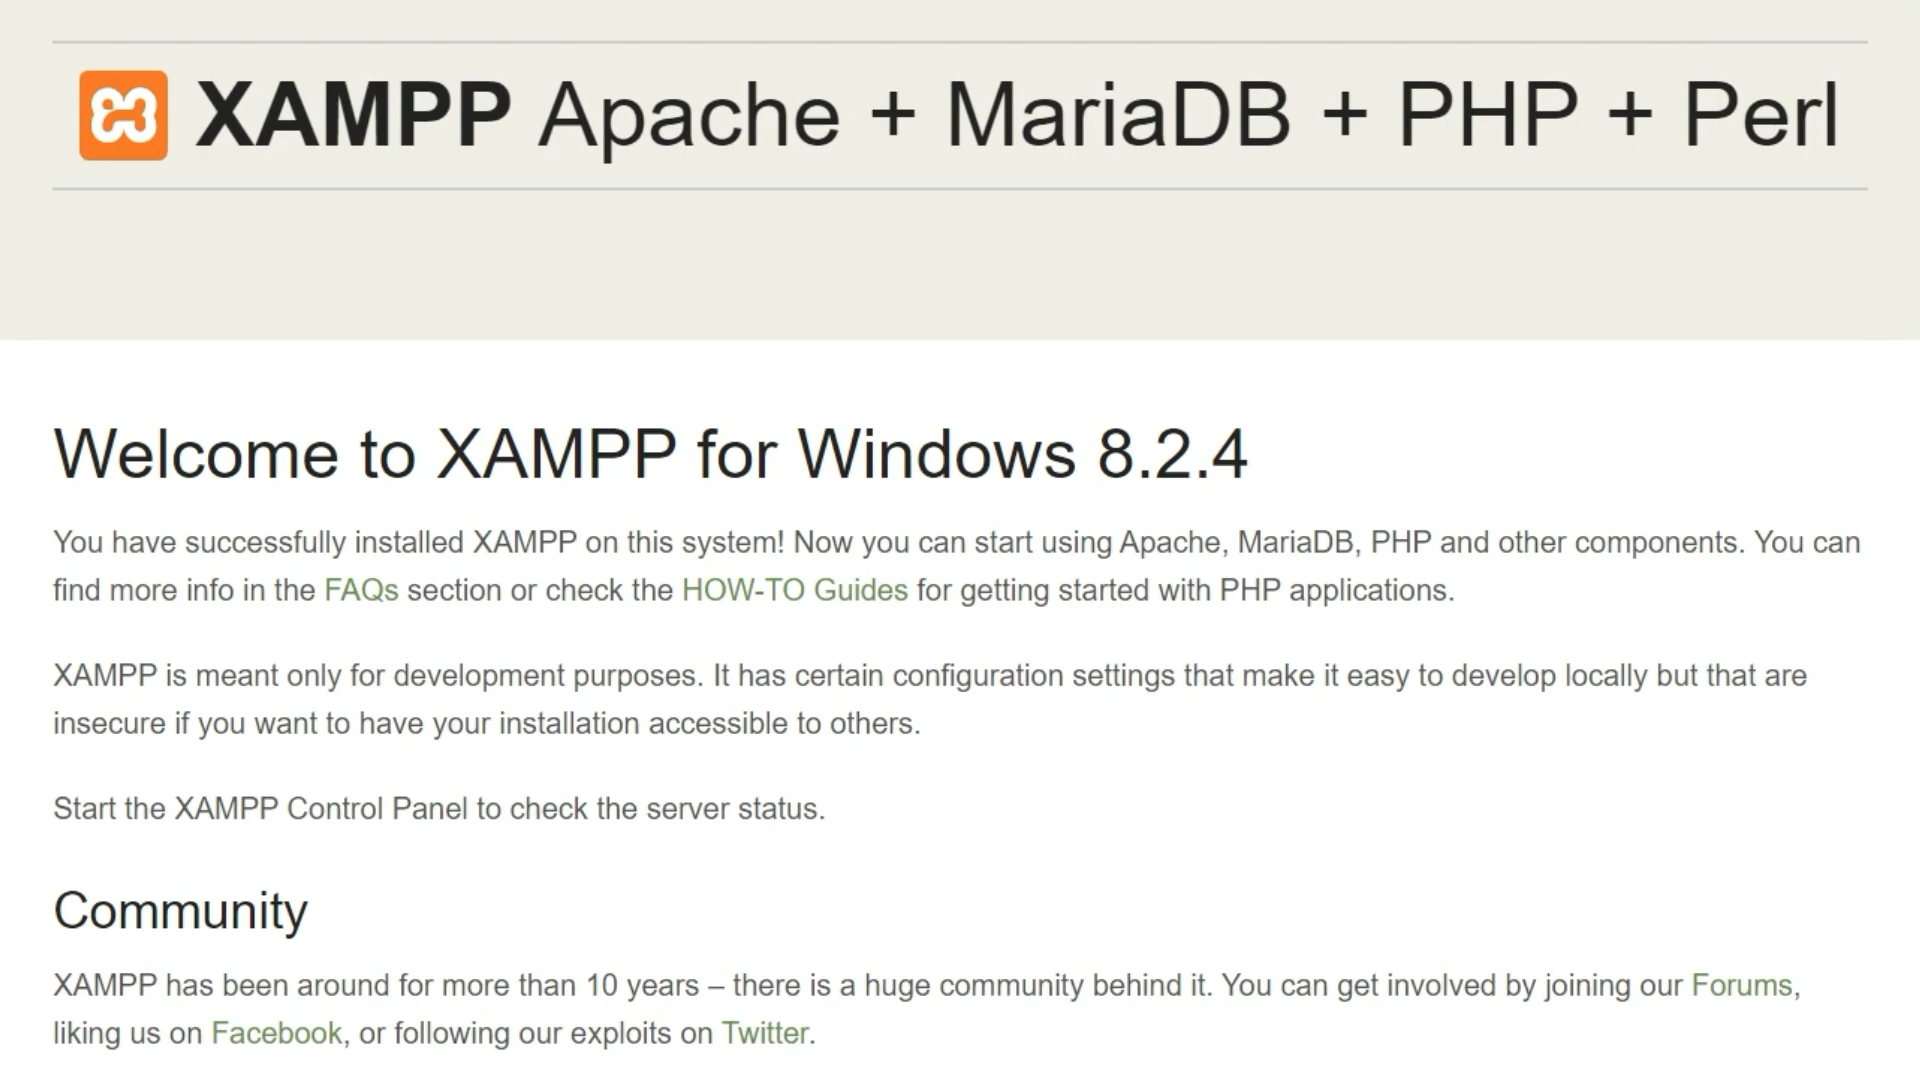 XAMPP Apache + MariaDB + PHP + Perl
Welcome to XAMPP for Windows 8.2.4
You have successfully installed XAMPP on this system! Now you can start using Apache, MariaDB, PHP and other components. You can
find more info in the FAQs section or check the HOW-TO Guides for getting started with PHP applications.
XAMPP is meant only for development purposes. It has certain configuration settings that make it easy to develop locally but that are
insecure if you want to have your installation accessible to others.
Start the XAMPP Control Panel to check the server status.
Community
XAMPP has been around for more than 10 years – there is a huge community behind it. You can get involved by joining our Forums,
liking us on Facebook, or following our exploits on Twitter.